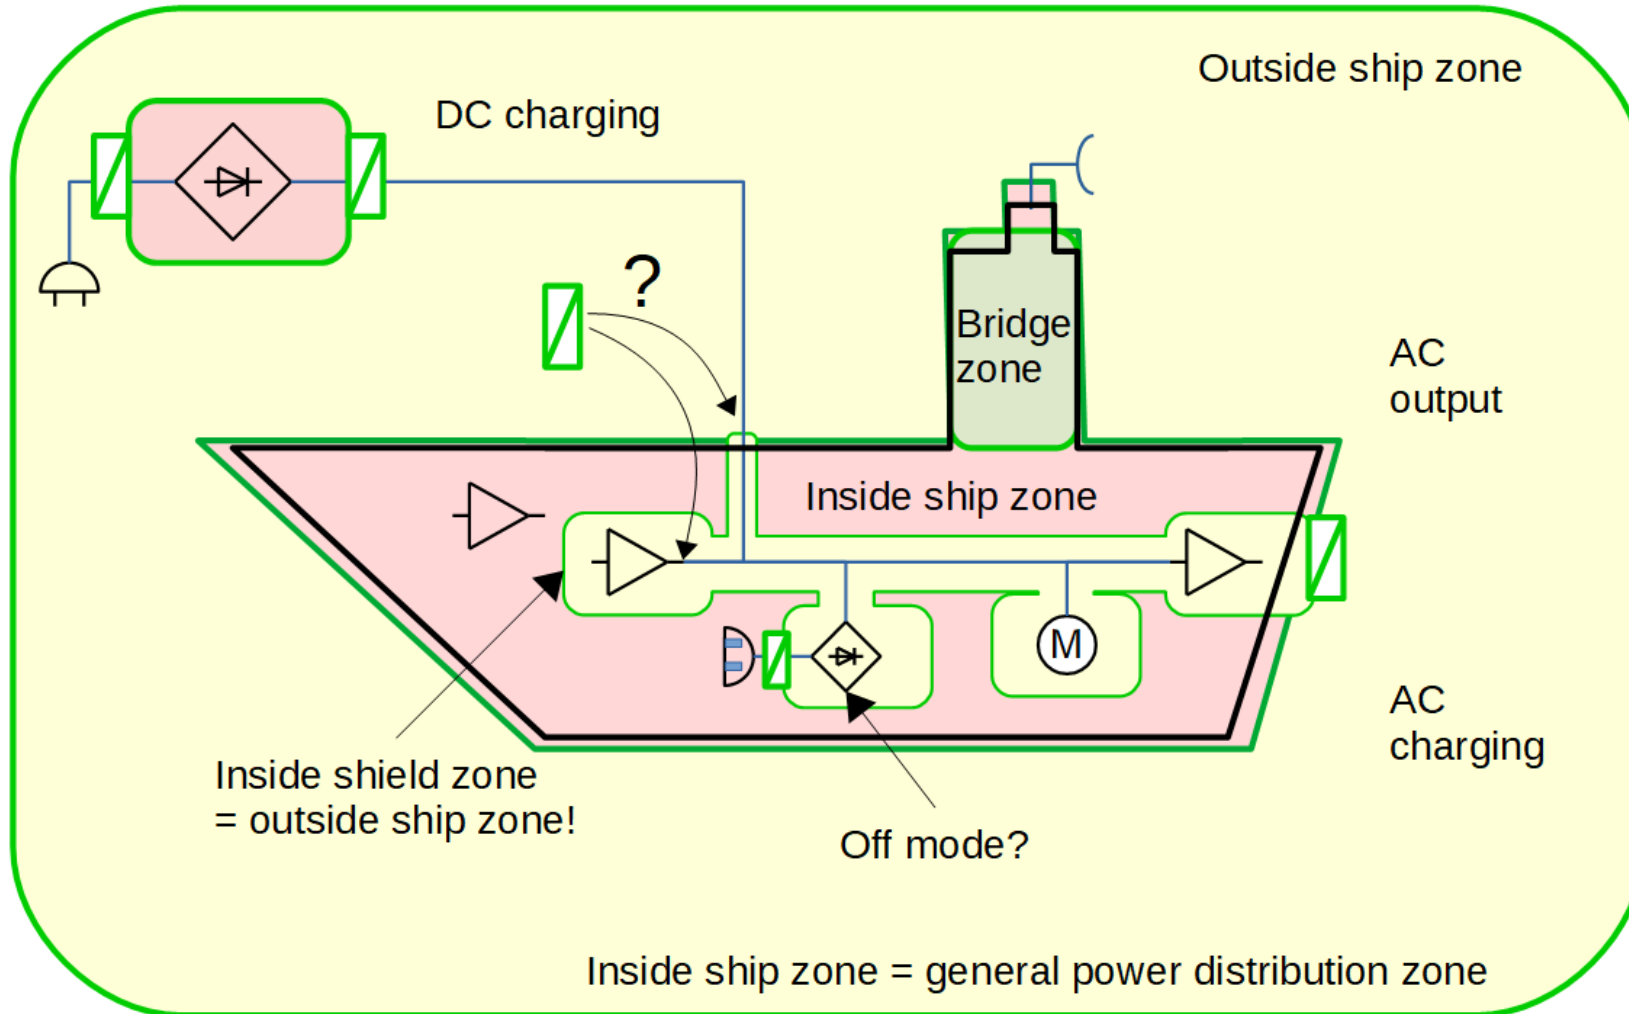 Outside ship zone
DC charging
?
Bridge
zone
AC
output
Inside ship zone
M
AC
charging
Inside shield zone
= outside ship zone!
Off mode?
Inside ship zone = general power distribution zone